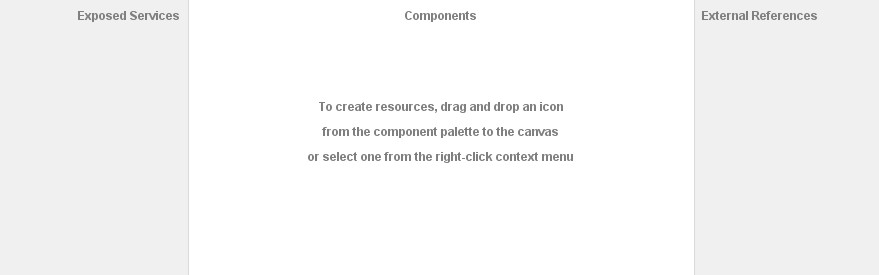 Exposed Services
Components
External References
To create resources, drag and drop an icon
from the component palette to the canvas
or select one from the right-click context menu